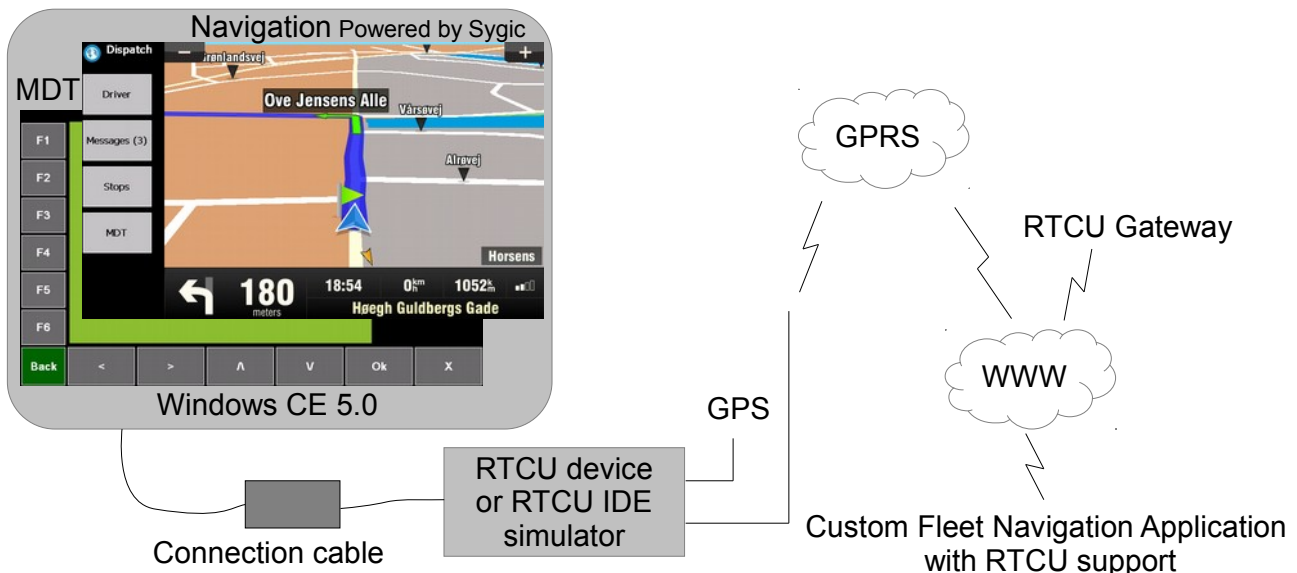 Navigation Powered by Sygic
Dispatch
−
Grønlandsvej
+
MDT
Driver
Ove Jensens Alle
Vårsøvej
F1
Messages (3)
Alrøvej
F2
Stops
F3
MDT
F4
Horsens
F5
180
meters
18:54
0 km h
1052 k m
Høegh Guldbergs Gade
F6
Back
<
>
Λ
V
Ok
X
Windows CE 5.0
GPRS
RTCU Gateway
WWW
GPS
RTCU device
or RTCU IDE
simulator
Connection cable
Custom Fleet Navigation Application
with RTCU support